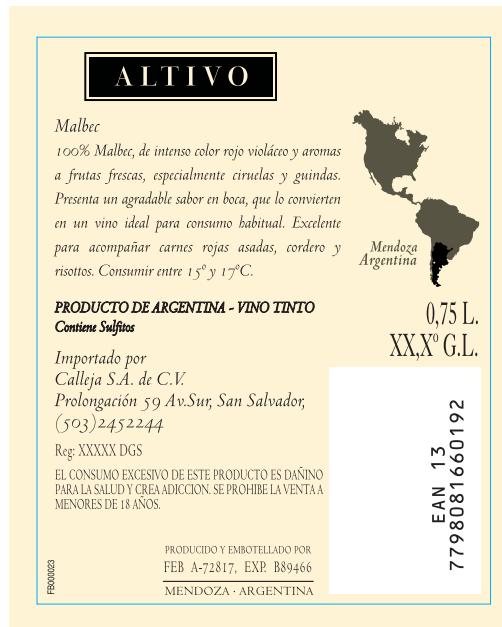 ALTIVO
Malbec
100% Malbec, de intenso color rojo violáceo y aromas
a frutas frescas, especialmente ciruelas y guindas.
Presenta un agradable sabor en boca, que lo convierten
en un vino ideal para consumo habitual. Excelente
para acompañar carnes rojas asadas, cordero y
risottos. Consumir entre 15º y 17ºC.
Mendoza
Argentina
PRODUCTO DE ARGENTINA - VINO TINTO
Contiene Sulfitos
0,75 L.
XX,Xº G.L.
Importado por
Calleja S.A. de C.V.
Prolongación 59 Av.Sur, San Salvador,
(503)2452244
Reg: XXXXX DGS
EL CONSUMO EXCESIVO DE ESTE PRODUCTO ES DAÑINO
PARA LA SALUD Y CREA ADICCION. SE PROHIBE LA VENTA A
MENORES DE 18 AÑOS.
EAN 13
7798081660192
FB000023
PRODUCIDO Y EMBOTELLADO POR
FEB A-72817, EXP. B89466
MENDOZA · ARGENTINA